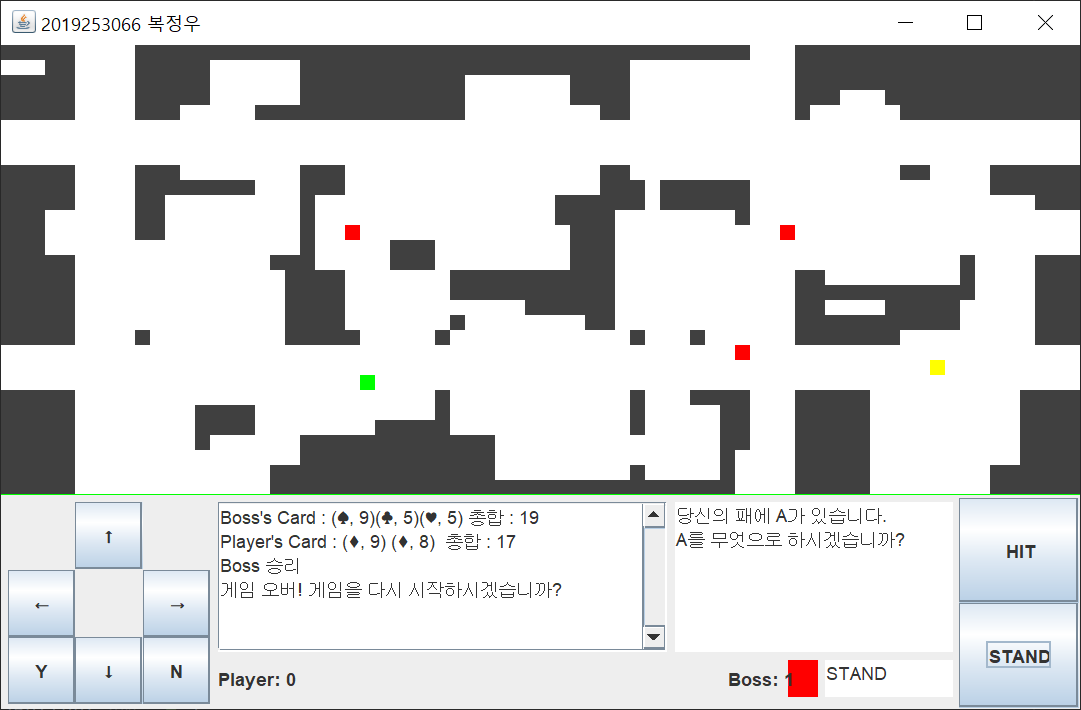 2019253066 복정우
Boss's Card : (♠, 9)(♣, 5)(♥, 5) 총합 : 19
Player's Card : (♦, 9) (♦, 8)  총합 : 17
Boss 승리
게임 오버! 게임을 다시 시작하시겠습니까?
당신의 패에 A가 있습니다.
A를 무엇으로 하시겠습니까?
↑
←
→
Y
↓
N
HIT
STAND
Player: 0
Boss: 1
STAND